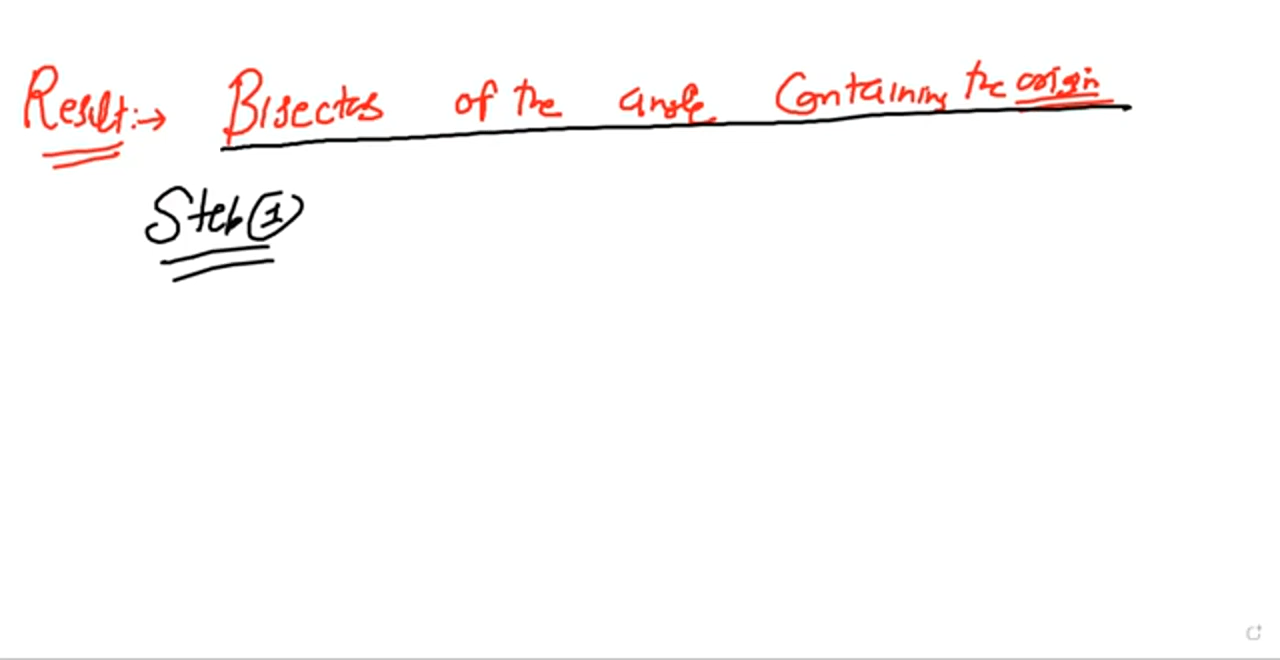 Result:→ Bisectors of the angle Containing the origin
Step ①